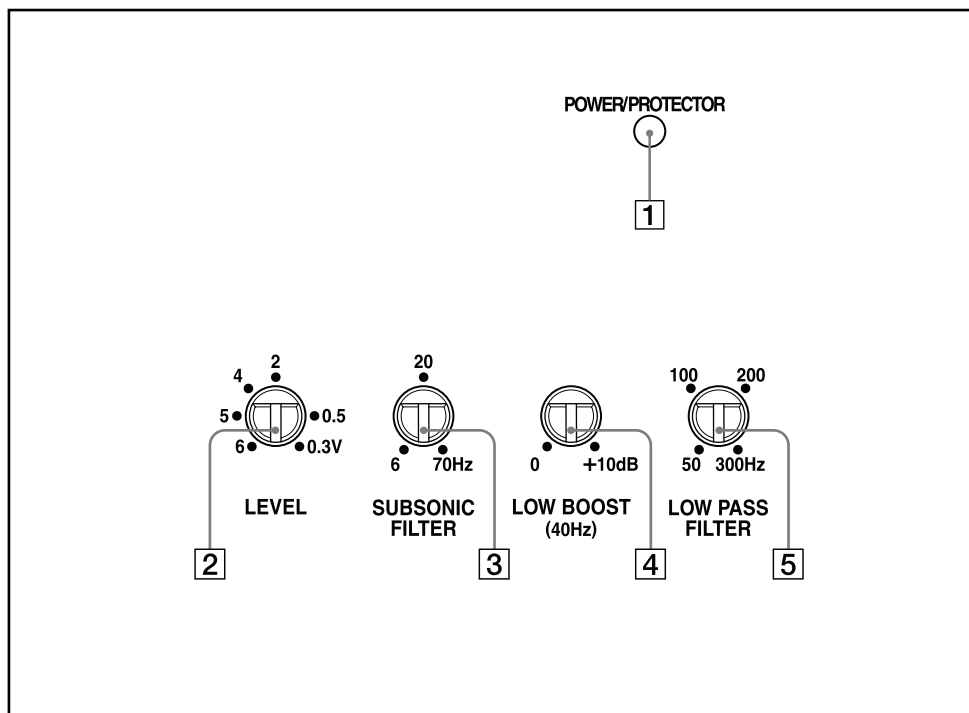 POWER/PROTECTOR
1
2
4
5
0.5
6
0.3V
LEVEL
2
20
6 70Hz
SUBSONIC
FILTER
3
0 +10dB
LOW BOOST
(40Hz)
4
100 200
50 300Hz
LOW PASS
FILTER
5